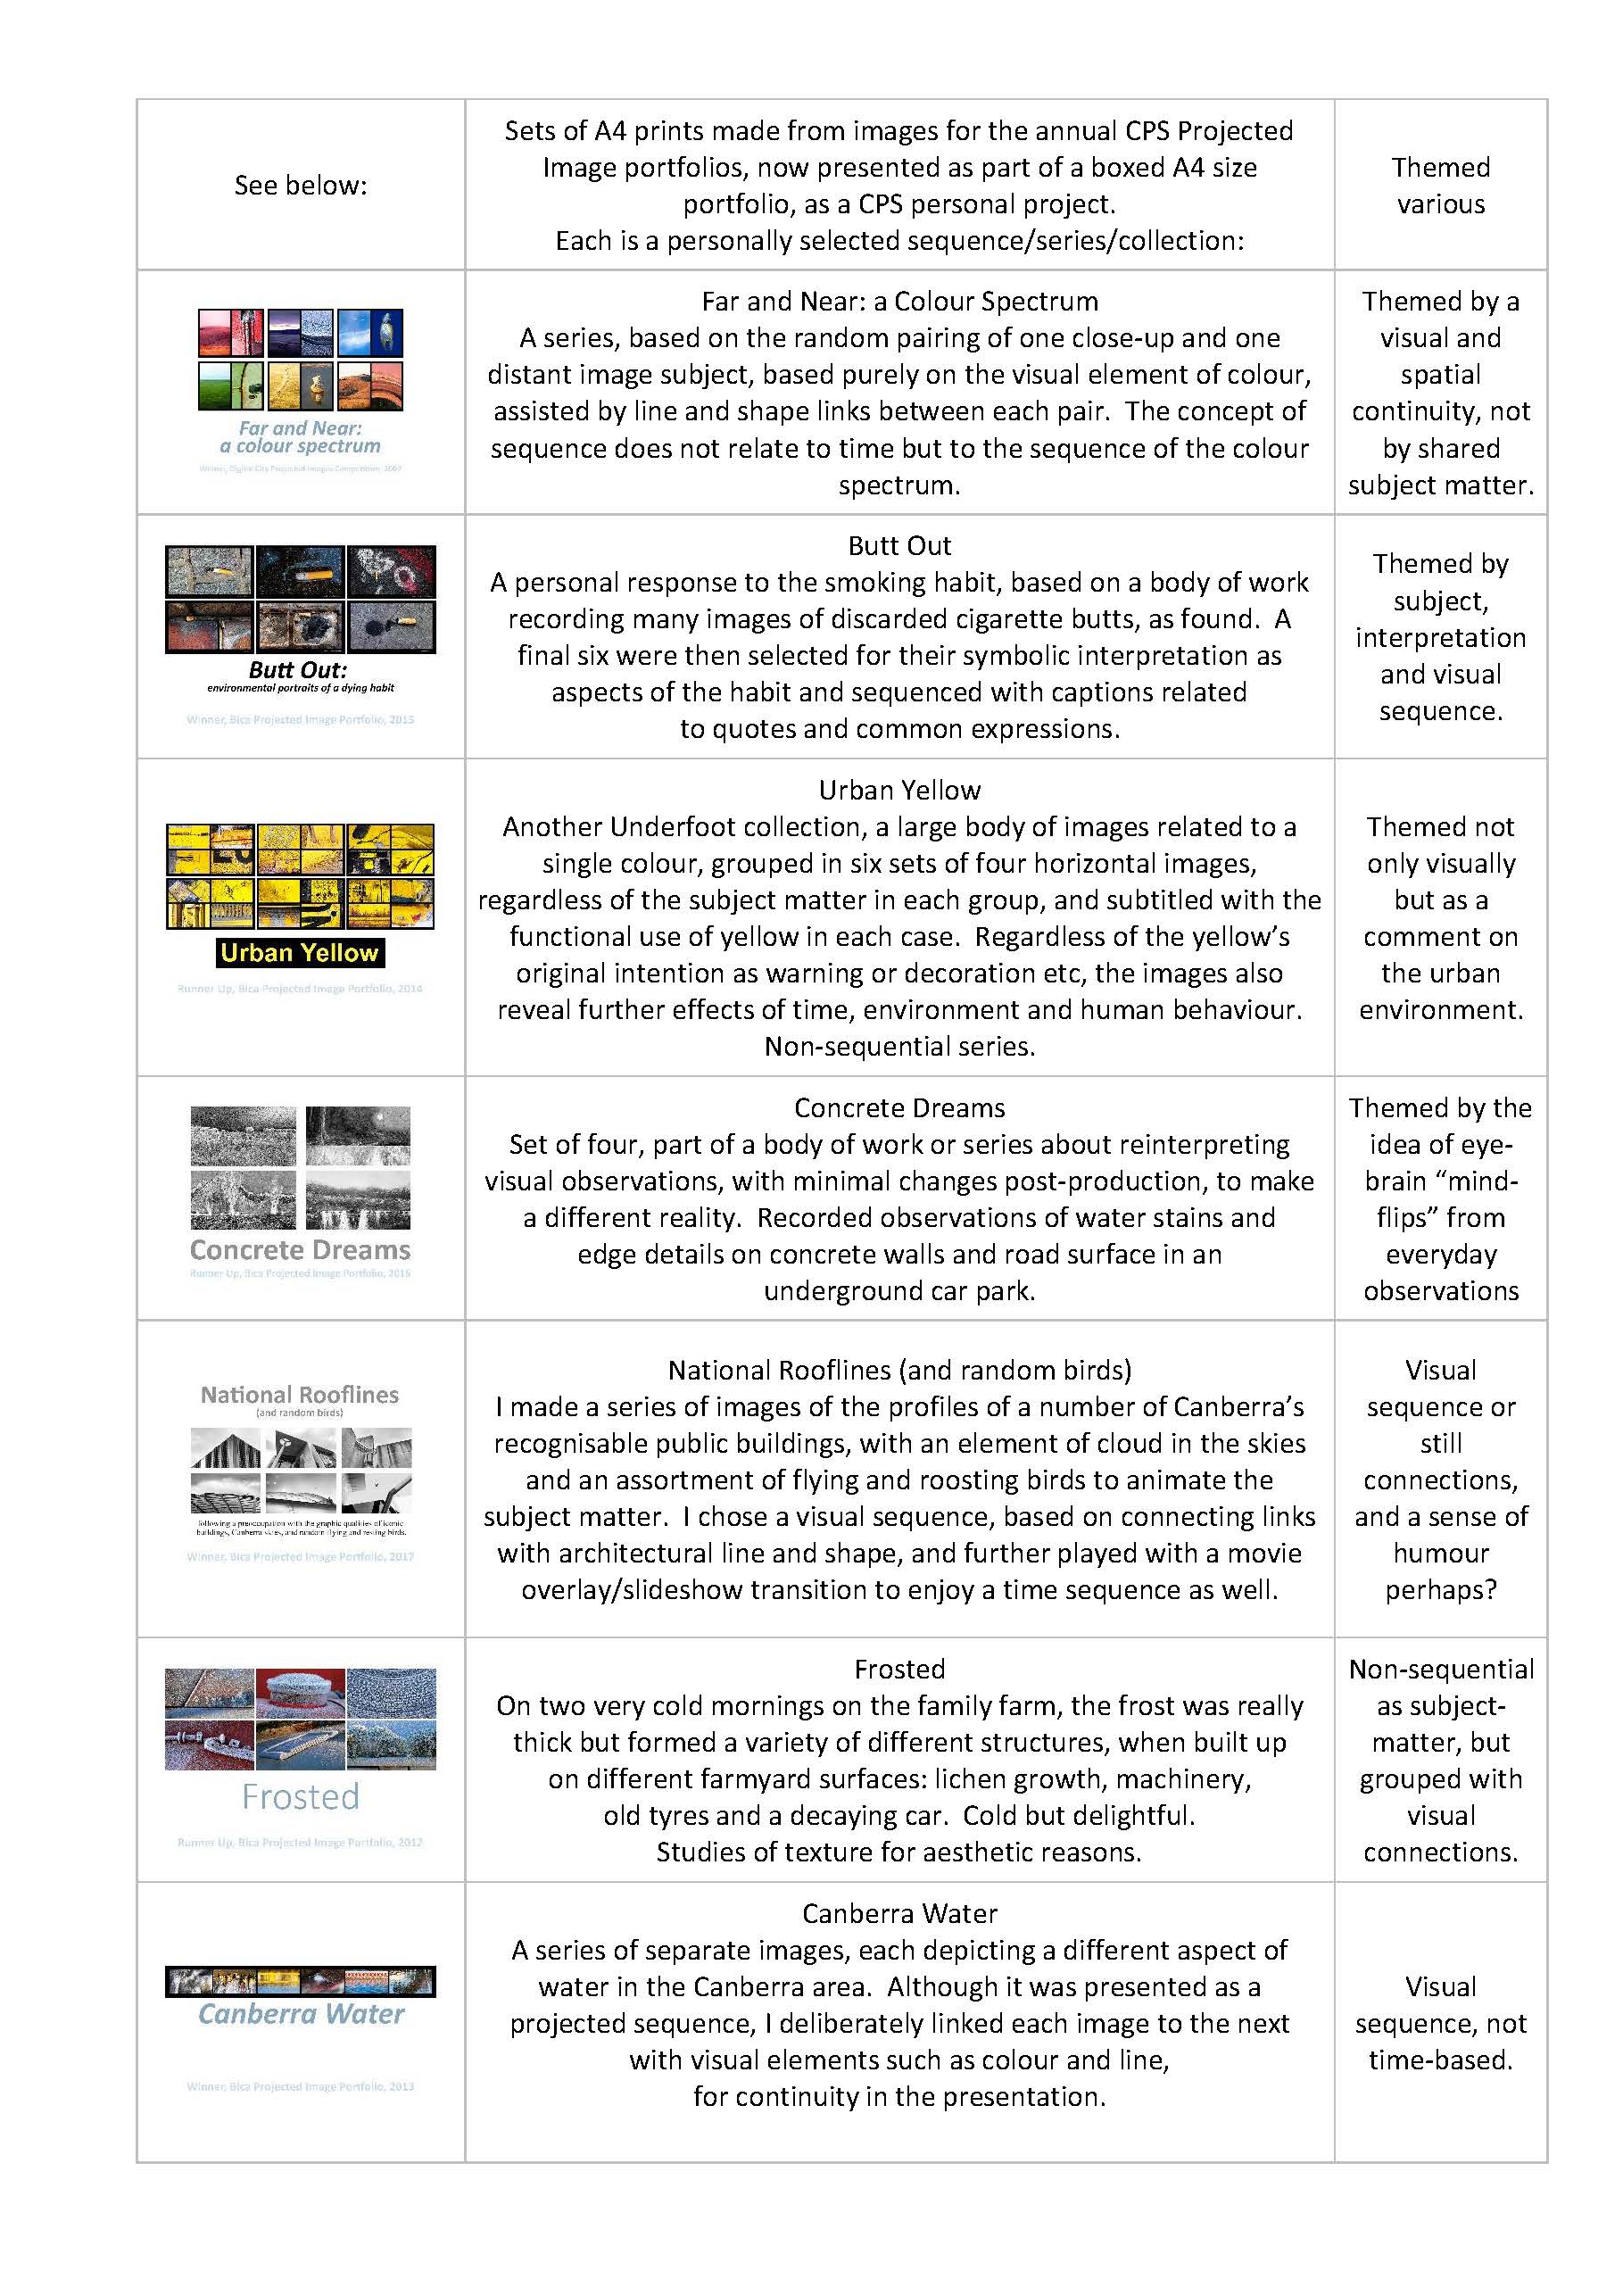 See below:
Sets of A4 prints made from images for the annual CPS Projected
Image portfolios, now presented as part of a boxed A4 size
portfolio, as a CPS personal project.
Each is a personally selected sequence/series/collection:
Themed
various
Far and Near:
a colour spectrum
Winner, Digital City Projected Images Competition, 2007
Far and Near: a Colour Spectrum
A series, based on the random pairing of one close-up and one
distant image subject, based purely on the visual element of colour,
assisted by line and shape links between each pair.  The concept of
sequence does not relate to time but to the sequence of the colour
spectrum.
Themed by a
visual and
spatial
continuity, not
by shared
subject matter.
Butt Out:
environmental portraits of a dying habit
Winner, Bica Projected Image Portfolio, 2015
Butt Out
A personal response to the smoking habit, based on a body of work
recording many images of discarded cigarette butts, as found.  A
final six were then selected for their symbolic interpretation as
aspects of the habit and sequenced with captions related
to quotes and common expressions.
Themed by
subject,
interpretation
and visual
sequence.
Urban Yellow
Runner Up, Bica Projected Image Portfolio, 2014
Urban Yellow
Another Underfoot collection, a large body of images related to a
single colour, grouped in six sets of four horizontal images,
regardless of the subject matter in each group, and subtitled with the
functional use of yellow in each case.  Regardless of the yellow’s
original intention as warning or decoration etc, the images also
reveal further effects of time, environment and human behaviour.
Non-sequential series.
Themed not
only visually
but as a
comment on
the urban
environment.
Concrete Dreams
Runner Up, Bica Projected Image Portfolio, 2016
Concrete Dreams
Set of four, part of a body of work or series about reinterpreting
visual observations, with minimal changes post-production, to make
a different reality.  Recorded observations of water stains and
edge details on concrete walls and road surface in an
underground car park.
Themed by the
idea of eye-
brain “mind-
flips” from
everyday
observations
National Rooflines
(and random birds)
following a preoccupation with the graphic qualities of iconic
buildings, Canberra skies, and random flying and resting birds.
Winner, Bica Projected Image Portfolio, 2017
National Rooflines (and random birds)
I made a series of images of the profiles of a number of Canberra’s
recognisable public buildings, with an element of cloud in the skies
and an assortment of flying and roosting birds to animate the
subject matter.  I chose a visual sequence, based on connecting links
with architectural line and shape, and further played with a movie
overlay/slideshow transition to enjoy a time sequence as well.
Visual
sequence or
still
connections,
and a sense of
humour
perhaps?
Frosted
Runner Up, Bica Projected Image Portfolio, 2012
Frosted
On two very cold mornings on the family farm, the frost was really
thick but formed a variety of different structures, when built up
on different farmyard surfaces: lichen growth, machinery,
old tyres and a decaying car.  Cold but delightful.
Studies of texture for aesthetic reasons.
Non-sequential
as subject-
matter, but
grouped with
visual
connections.
Canberra Water
Winner, Bica Projected Image Portfolio, 2013
Canberra Water
A series of separate images, each depicting a different aspect of
water in the Canberra area.  Although it was presented as a
projected sequence, I deliberately linked each image to the next
with visual elements such as colour and line,
for continuity in the presentation.
Visual
sequence, not
time-based.